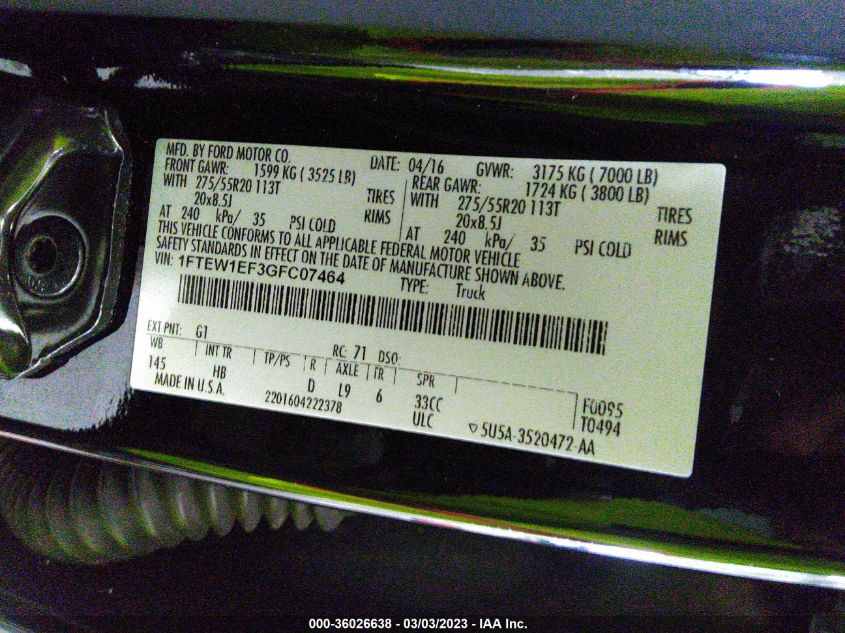 MFD. BY FORD MOTOR CO. DATE: 04/16 GVWR: 3175 KG ( 7000 LB)
FRONT GAWR: 1599 KG ( 3525 LB) REAR GAWR: 1724 KG ( 3800 LB)
WITH 275/55R20 113T TIRES WITH 275/55R20 113T TIRES
20x8.5J RIMS 20x8.5J RIMS
AT 240 kPa/ 35 PSI COLD AT 240 kPa/ 35 PSI COLD
THIS VEHICLE CONFORMS TO ALL APPLICABLE FEDERAL MOTOR VEHICLE
SAFETY STANDARDS IN EFFECT ON THE DATE OF MANUFACTURE SHOWN ABOVE.
VIN: 1FTEW1EF3GFC07464 TYPE: Truck
EXT PNT: G1 RC: 71 DSO:
WB INT TR TP/PS R AXLE TR SPR
145 HB D L9 6 33CC F0095
MADE IN U.S.A. 2201604222378 ULC T0494
▽ 5U5A-3520472-AA
000-36026638 - 03/03/2023 - IAA Inc.